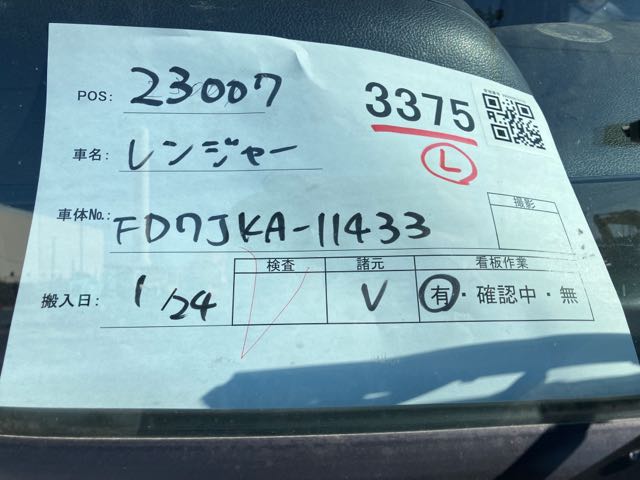 POS: 23007
3375
L
車名: レンジャー
車体No.: FD7JKA-11433
撮影
搬入日: 1/24
検査 諸元 看板作業
V 有・確認中・無